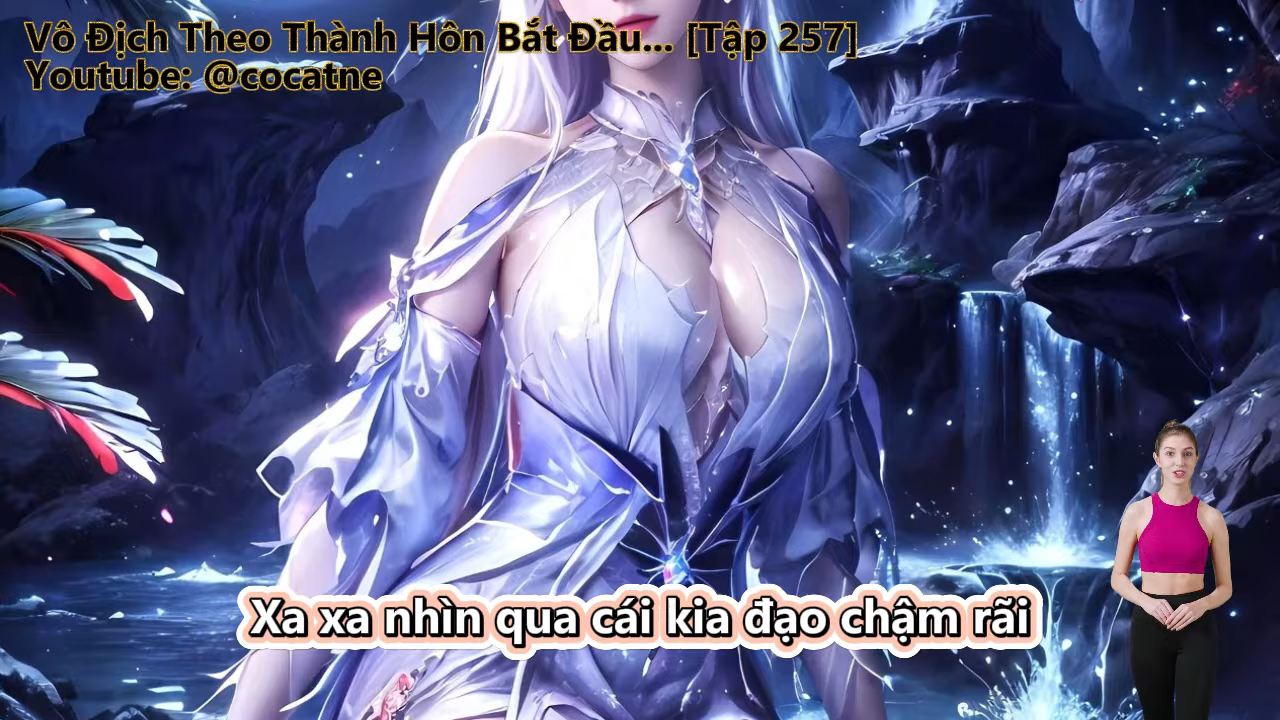 Vô Địch Theo Thành Hôn Bắt Đầu... [Tập 257]
Youtube: @cocatne
Xa xa nhìn qua cái kia đạo chậm rãi